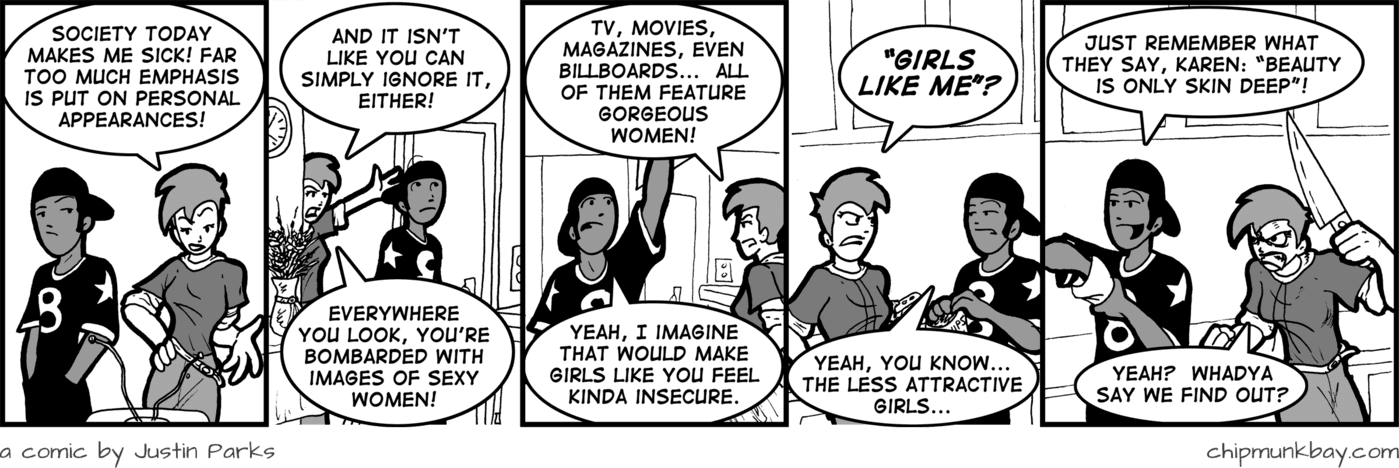 SOCIETY TODAY
MAKES ME SICK! FAR
TOO MUCH EMPHASIS
IS PUT ON PERSONAL
APPEARANCES!
8
AND IT ISN'T
LIKE YOU CAN
SIMPLY IGNORE IT,
EITHER!
EVERYWHERE
YOU LOOK, YOU'RE
BOMBARDED WITH
IMAGES OF SEXY
WOMEN!
TV, MOVIES,
MAGAZINES, EVEN
BILLBOARDS... ALL
OF THEM FEATURE
GORGEOUS
WOMEN!
YEAH, I IMAGINE
THAT WOULD MAKE
GIRLS LIKE YOU FEEL
KINDA INSECURE.
"GIRLS
LIKE ME"?
YEAH, YOU KNOW...
THE LESS ATTRACTIVE
GIRLS...
JUST REMEMBER WHAT
THEY SAY, KAREN: "BEAUTY
IS ONLY SKIN DEEP"!
YEAH? WHADYA
SAY WE FIND OUT?
a comic by Justin Parks
chipmunkbay.com